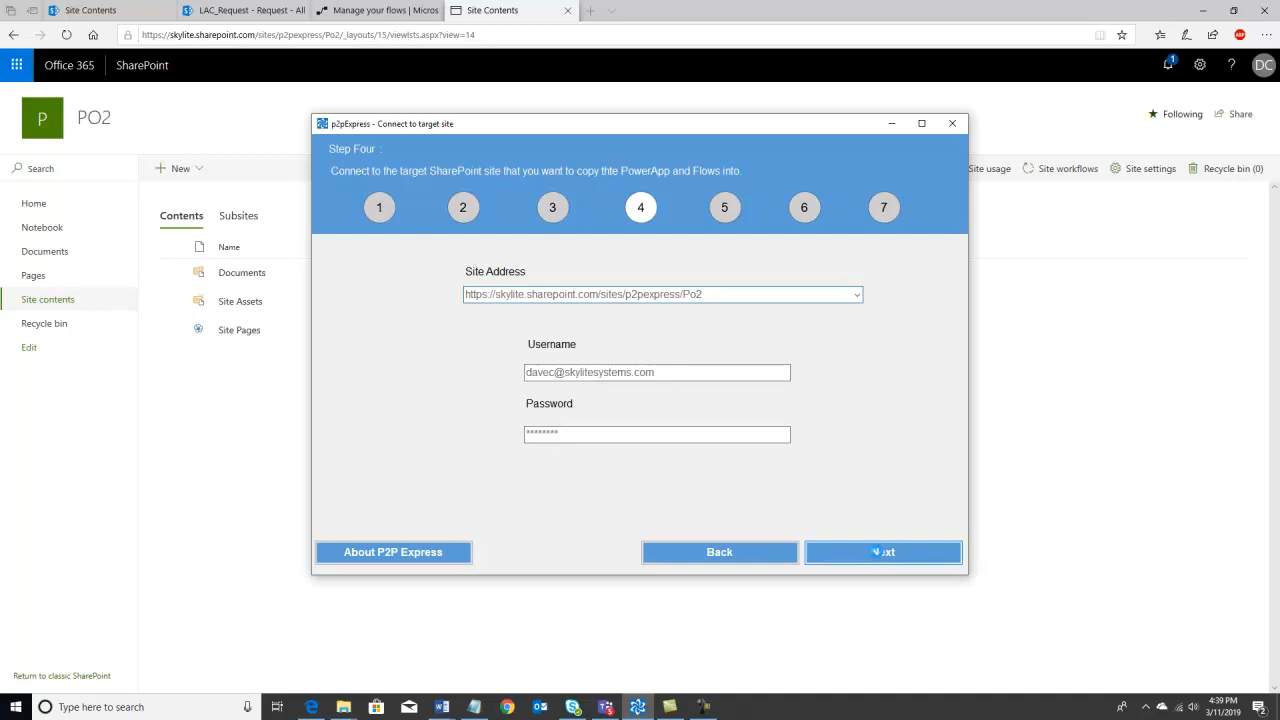 Site Contents
LAC_Request - Request - All
Manage your flows | Micros
Site Contents
https://skylite.sharepoint.com/sites/p2pexpress/Po2/_layouts/15/viewlsts.aspx?view=14
ABP
Office 365
SharePoint
1
?
DC
P
PO2
Following
Share
Search
New
Site usage
Site workflows
Site settings
Recycle bin (0)
Home
Notebook
Documents
Pages
Site contents
Recycle bin
Edit
Contents
Subsites
Name
Documents
Site Assets
Site Pages
p2pExpress - Connect to target site
Step Four :
Connect to the target SharePoint site that you want to copy thte PowerApp and Flows into.
1 2 3 4 5 6 7
Site Address
https://skylite.sharepoint.com/sites/p2pexpress/Po2
Username
davec@skylitesystems.com
Password
********
About P2P Express
Back
Return to classic SharePoint
Type here to search
4:39 PM
3/11/2019
2